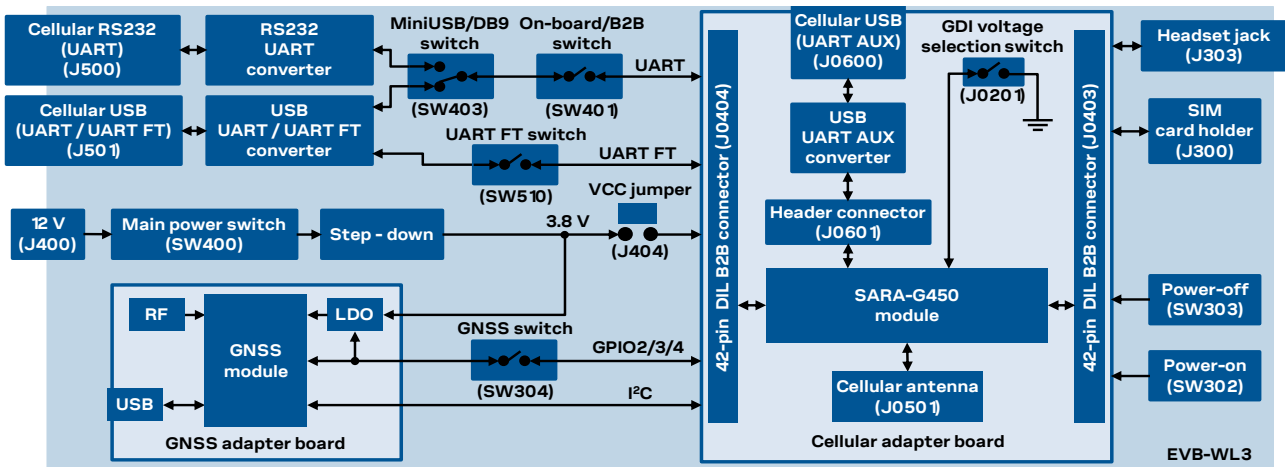 Cellular RS232
(UART)
(J500)
RS232
UART
converter
MiniUSB/DB9
switch
(SW403)
On-board/B2B
switch
(SW401)
UART
Cellular USB
(UART / UART FT)
(J501)
USB
UART / UART FT
converter
UART FT switch
(SW510)
UART FT
12 V
(J400)
Main power switch
(SW400)
Step - down
3.8 V
VCC jumper
(J404)
RF
GNSS
module
LDO
USB
GNSS adapter board
GNSS switch
(SW304)
GPIO2/3/4
I²C
42-pin DIL B2B connector (J0404)
Cellular USB
(UART AUX)
(J0600)
USB
UART AUX
converter
Header connector
(J0601)
GDI voltage
selection switch
(J0201)
SARA-G450
module
Cellular antenna
(J0501)
Cellular adapter board
42-pin DIL B2B connector (J0403)
Headset jack
(J303)
SIM
card holder
(J300)
Power-off
(SW303)
Power-on
(SW302)
EVB-WL3